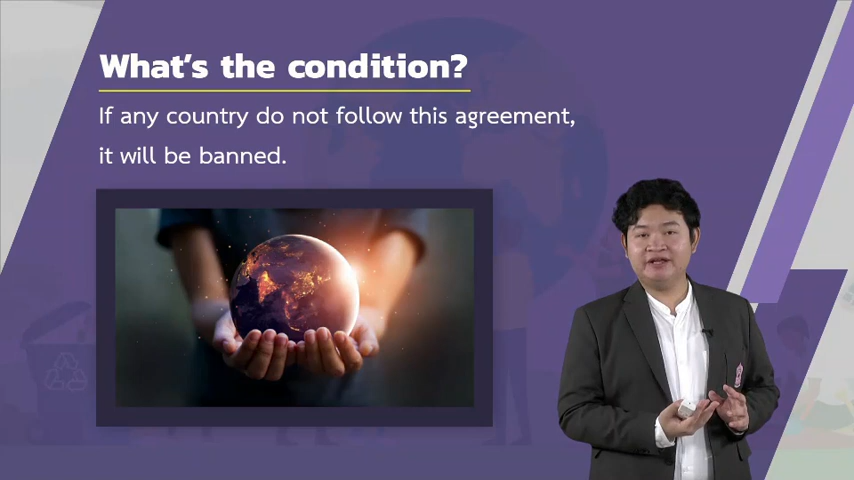 What's the condition?
If any country do not follow this agreement,
it will be banned.